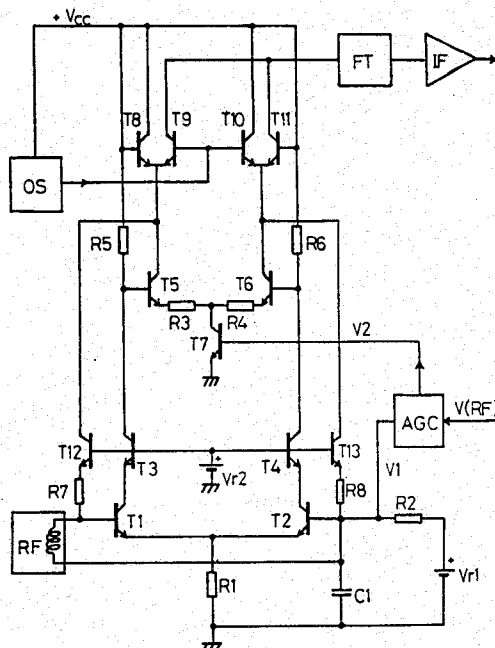 + Vcc
FT
IF
T8
T9
T10
T11
OS
R5
R6
T5
T6
R3
R4
T7
V2
AGC
V(RF)
T12
T3
T4
T13
Vr2
+
V1
R7
R8
R2
RF
T1
T2
R1
C1
+
Vr1